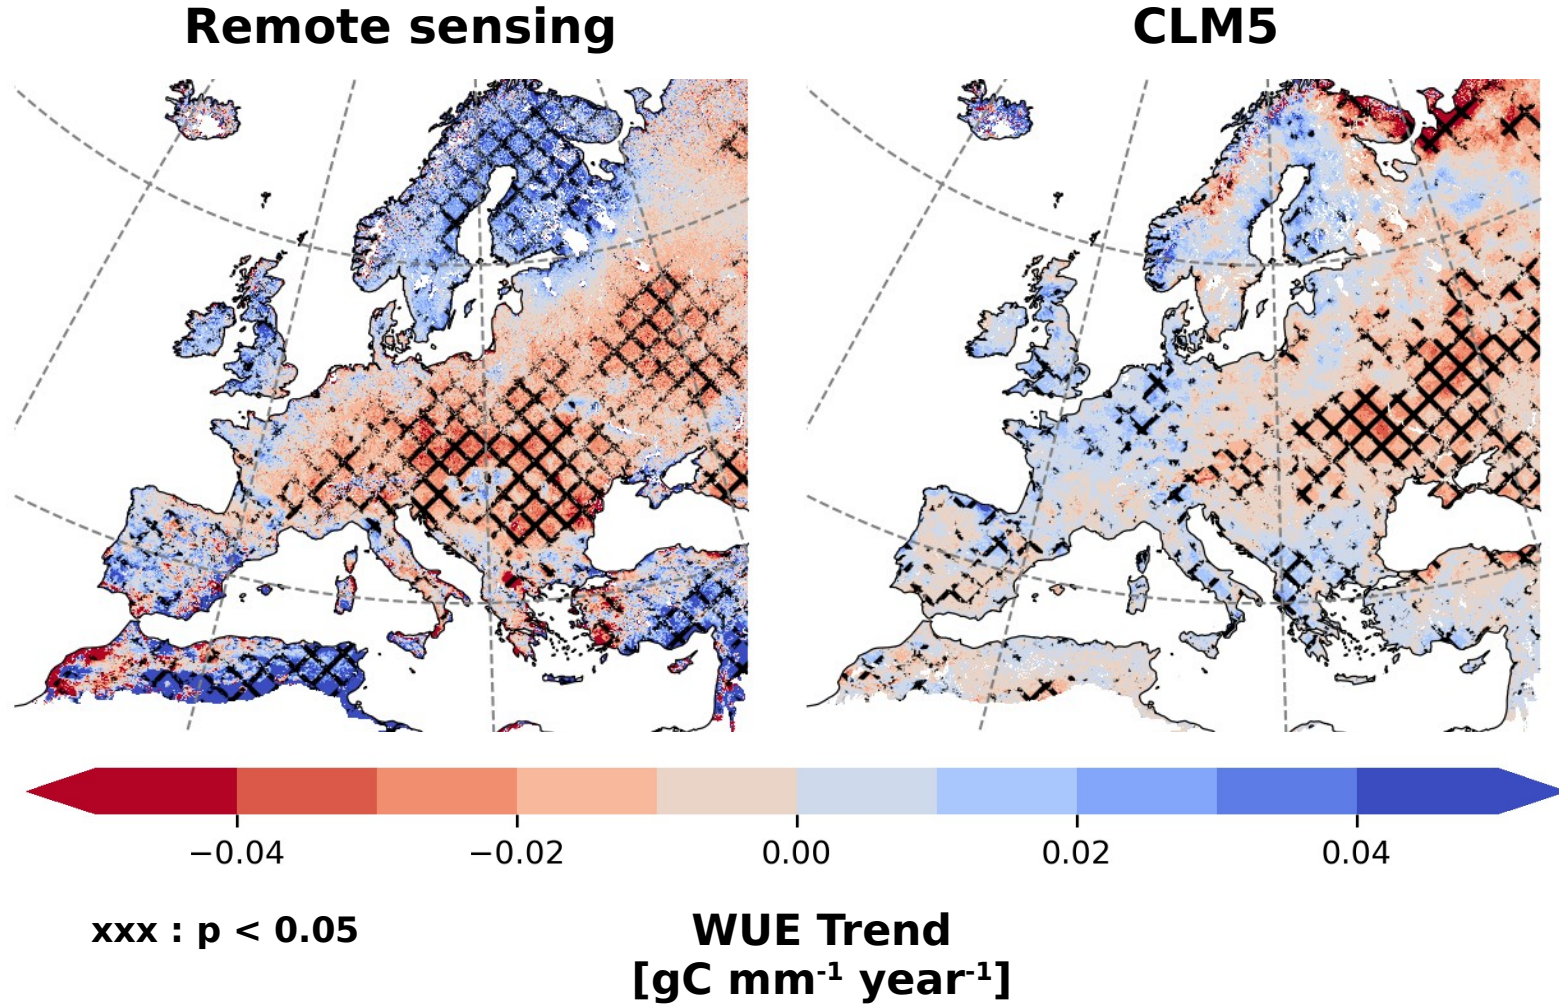 Remote sensing
CLM5
−0.04
−0.02
0.00
0.02
0.04
xxx : p < 0.05
WUE Trend
[gC mm⁻¹ year⁻¹]